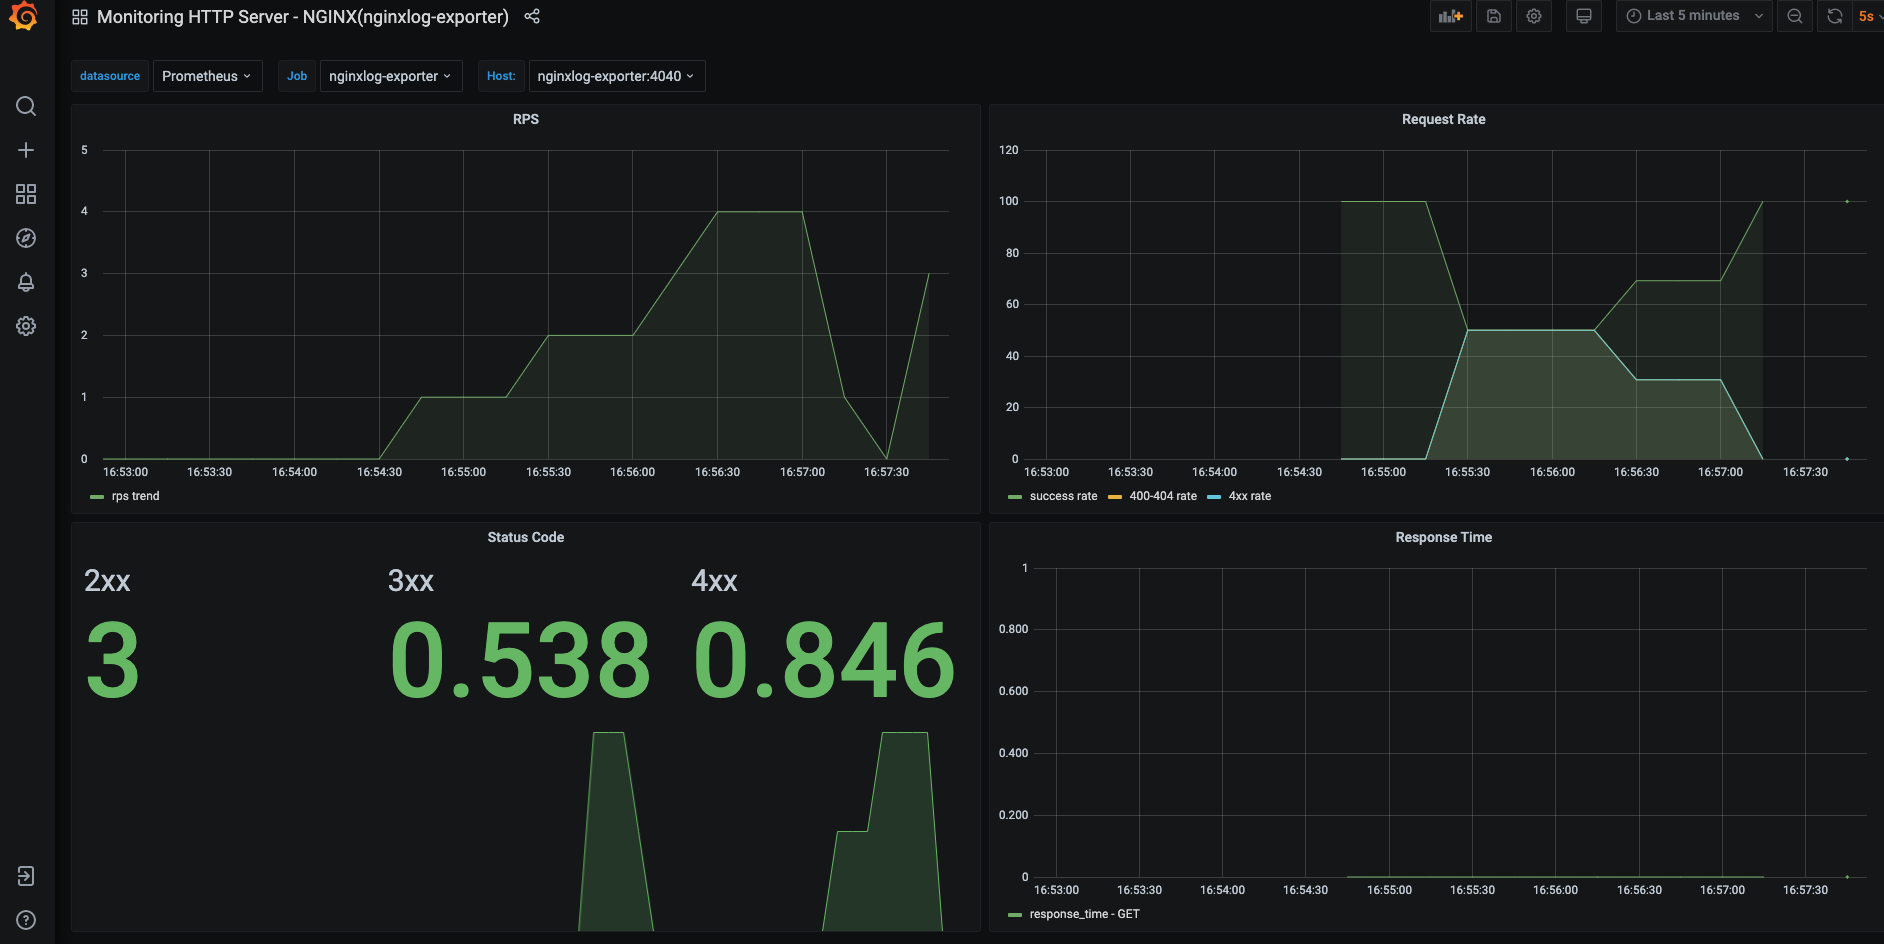 Monitoring HTTP Server - NGINX(nginxlog-exporter)
Last 5 minutes
5s
datasource Prometheus Job nginxlog-exporter Host: nginxlog-exporter:4040
RPS
5
4
3
2
1
0
16:53:00 16:53:30 16:54:00 16:54:30 16:55:00 16:55:30 16:56:00 16:56:30 16:57:00 16:57:30
rps trend
Request Rate
120
100
80
60
40
20
0
16:53:00 16:53:30 16:54:00 16:54:30 16:55:00 16:55:30 16:56:00 16:56:30 16:57:00 16:57:30
success rate 400-404 rate 4xx rate
Status Code
2xx 3xx 4xx
3 0.538 0.846
Response Time
1
0.800
0.600
0.400
0.200
0
16:53:00 16:53:30 16:54:00 16:54:30 16:55:00 16:55:30 16:56:00 16:56:30 16:57:00 16:57:30
response_time - GET